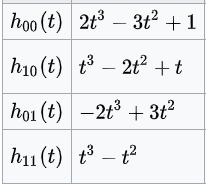 h₀₀(t) 2t³ − 3t² + 1
h₁₀(t) t³ − 2t² + t
h₀₁(t) −2t³ + 3t²
h₁₁(t) t³ − t²